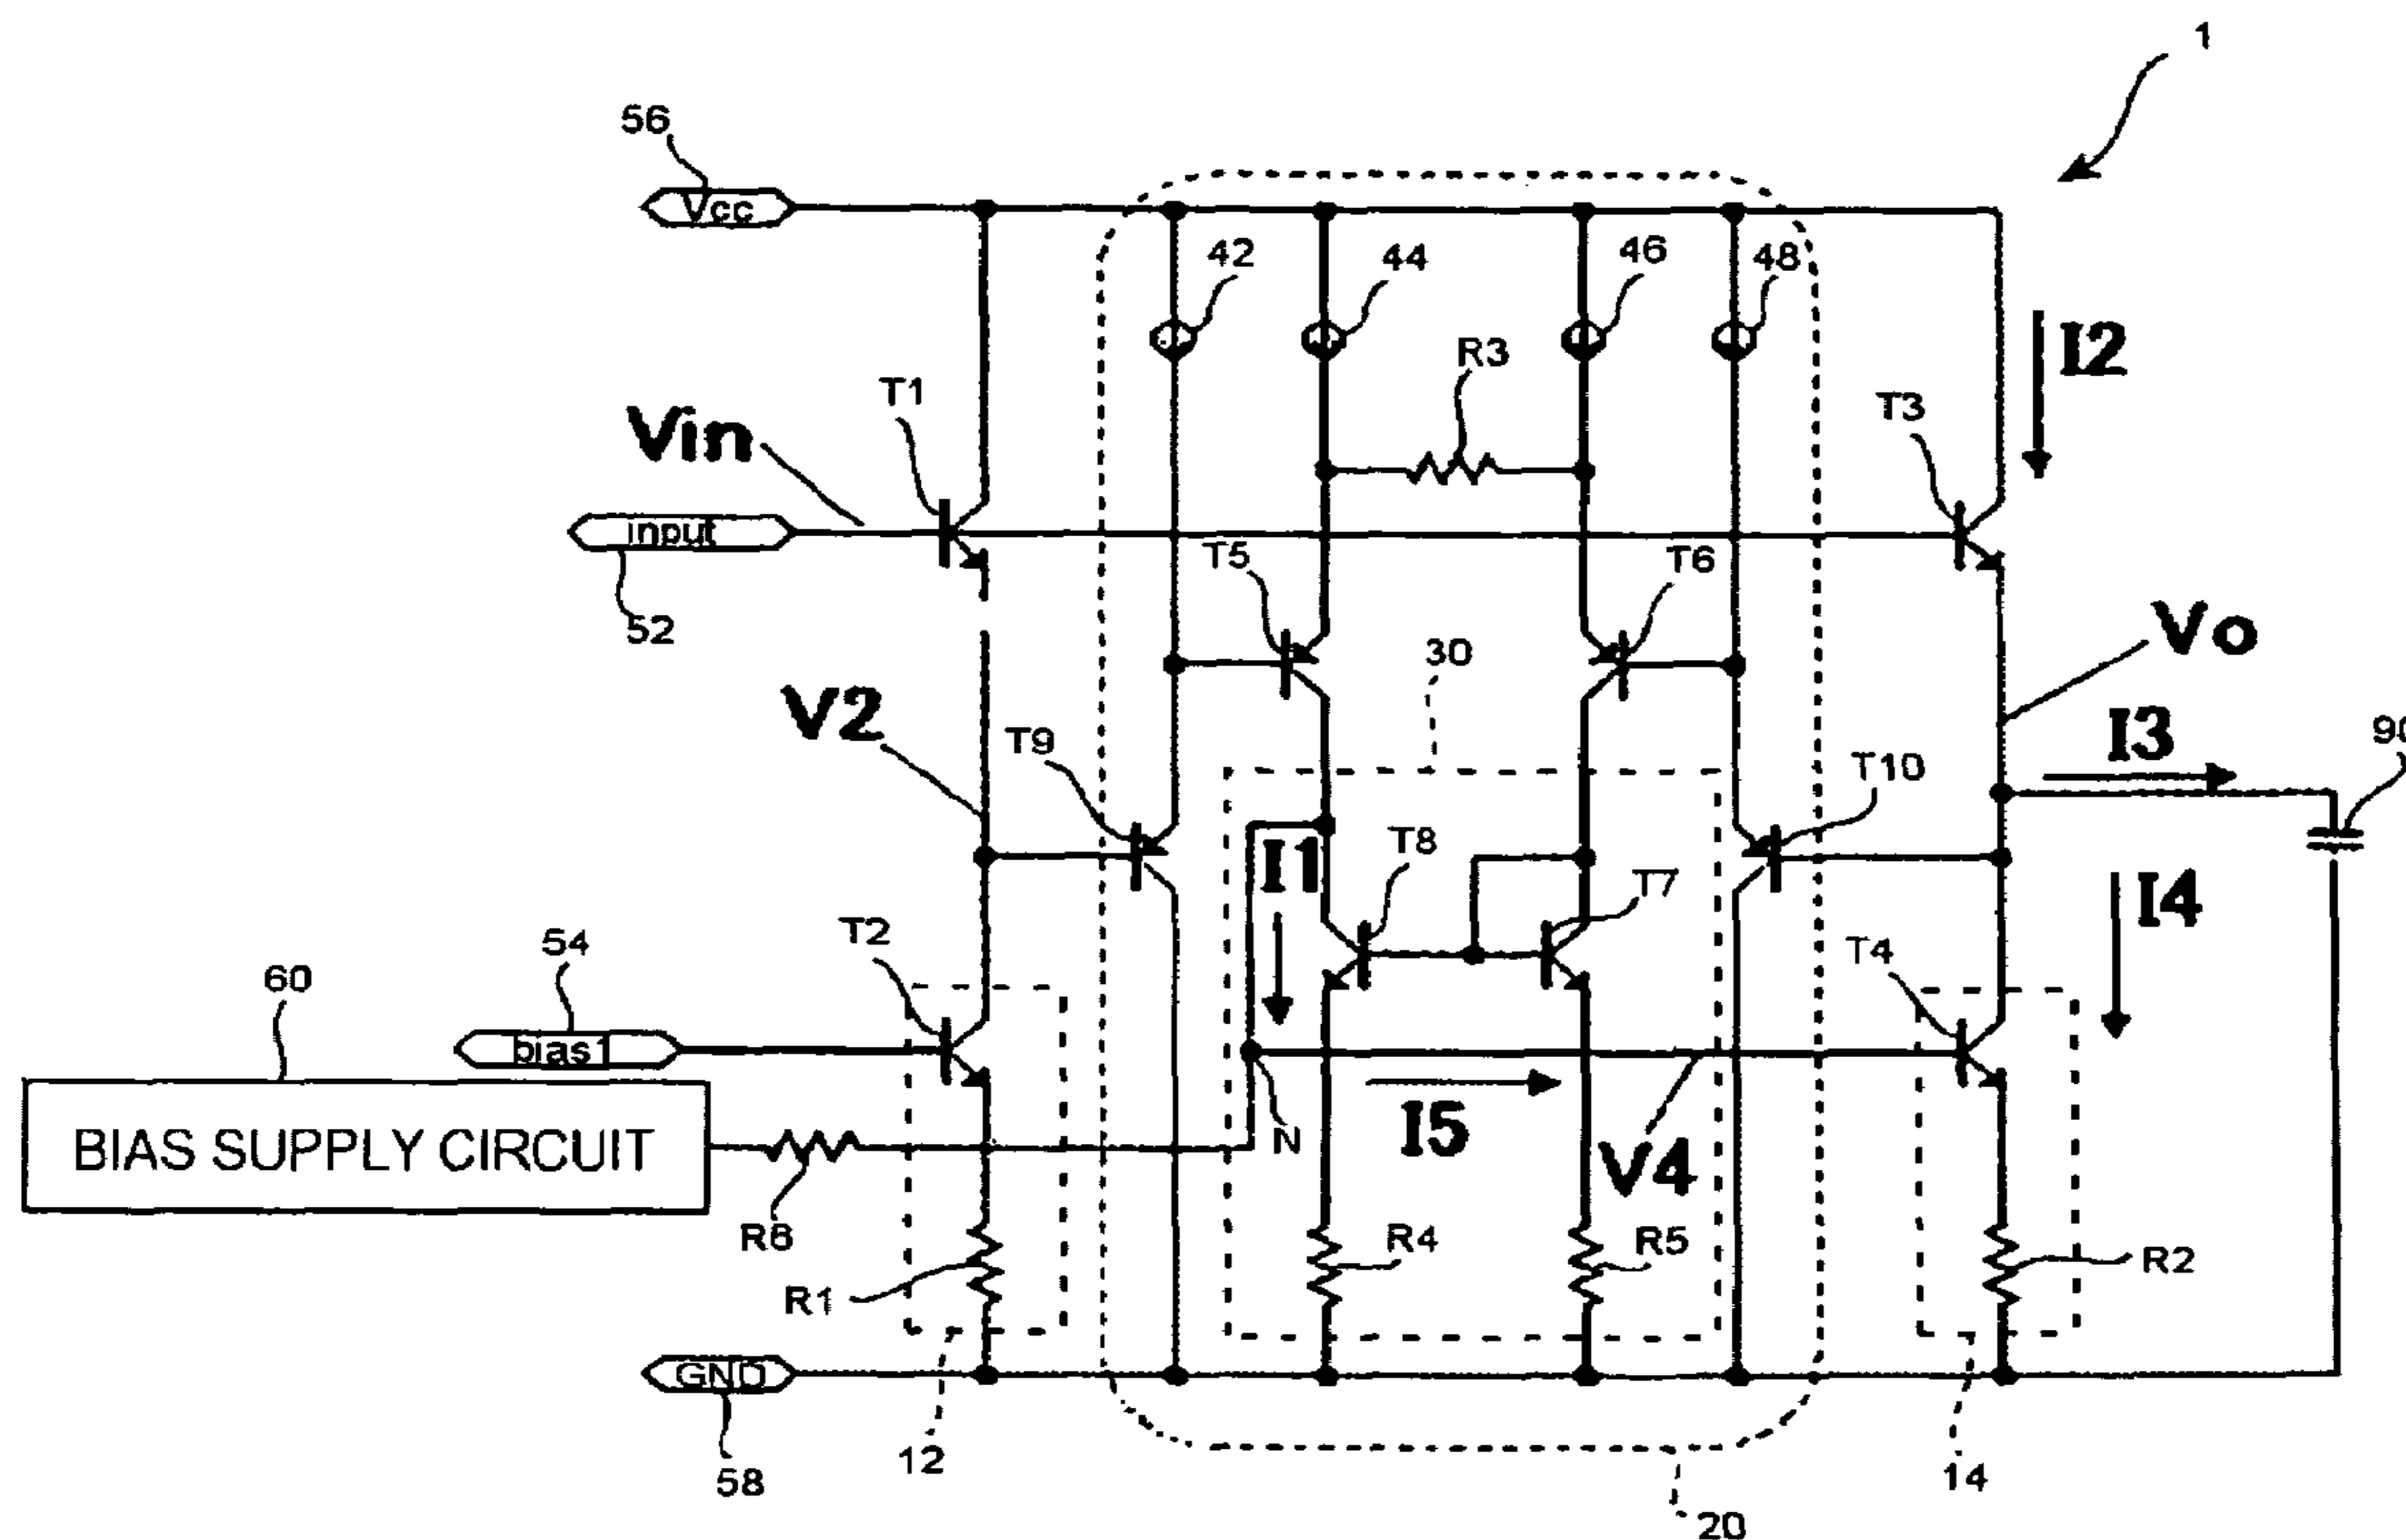 1
56
Vcc
42
44
46
48
I2
R3
T1
T3
Vin
input
52
T5
T6
Vo
30
V2
I3
90
T9
T10
I1
T8
T7
I4
T2
T4
54
60
bias1
N
I5
BIAS SUPPLY CIRCUIT
V4
R6
R1
R4
R5
R2
GND
58
12
14
20